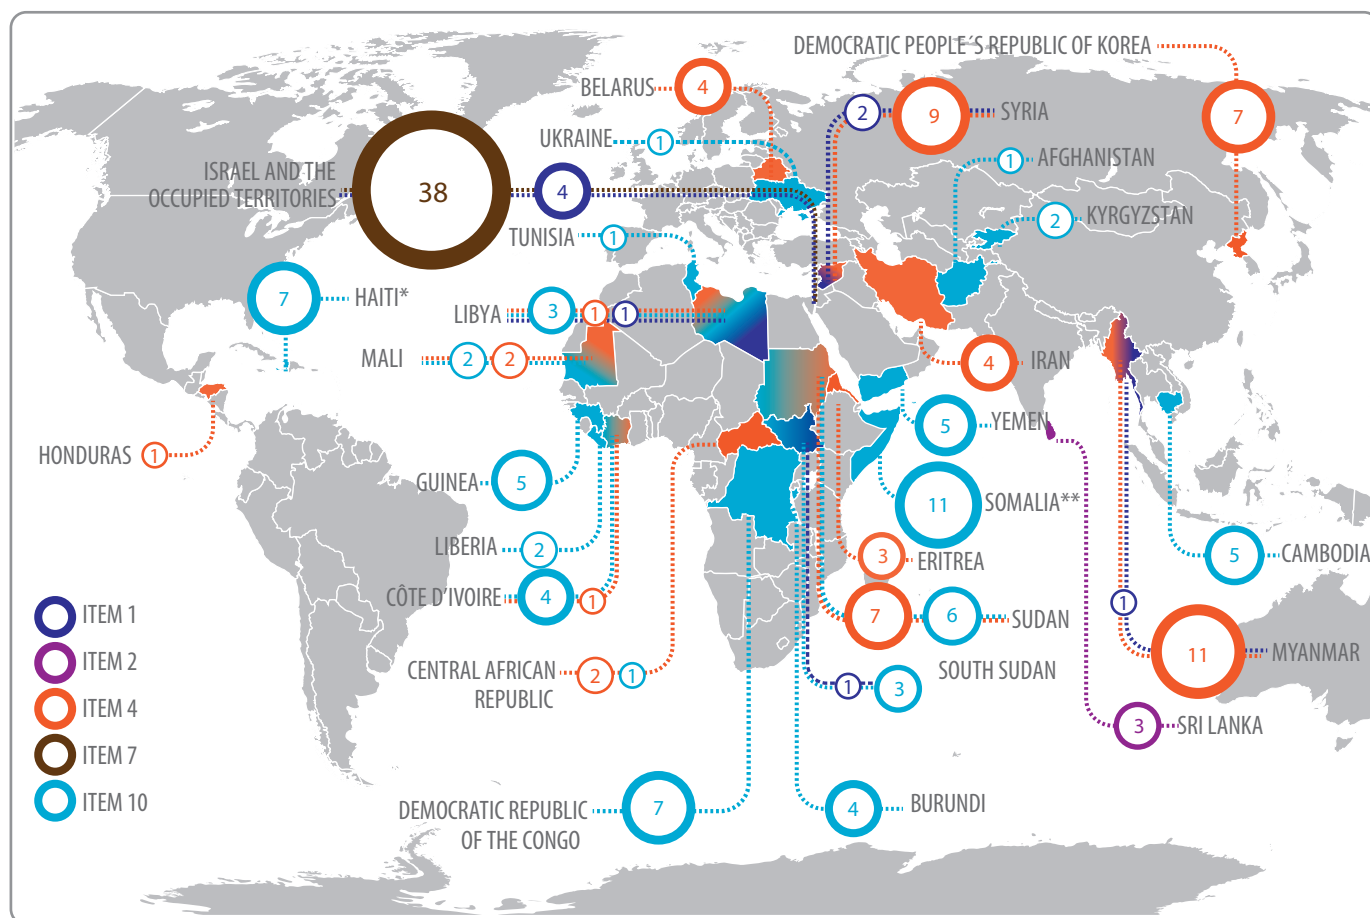 DEMOCRATIC PEOPLE´S REPUBLIC OF KOREA
7
BELARUS
4
2
9
SYRIA
UKRAINE
1
1
AFGHANISTAN
ISRAEL AND THE
OCCUPIED TERRITORIES
38
4
2
KYRGYZSTAN
TUNISIA
1
7
HAITI*
LIBYA
3
1
1
MALI
2
2
4
IRAN
HONDURAS
1
5
YEMEN
GUINEA
5
11
SOMALIA**
LIBERIA
2
3
ERITREA
5
CAMBODIA
CÔTE D'IVOIRE
4
1
7
6
SUDAN
1
11
MYANMAR
CENTRAL AFRICAN
REPUBLIC
2
1
SOUTH SUDAN
1
3
3
SRI LANKA
DEMOCRATIC REPUBLIC
OF THE CONGO
7
4
BURUNDI
ITEM 1
ITEM 2
ITEM 4
ITEM 7
ITEM 10